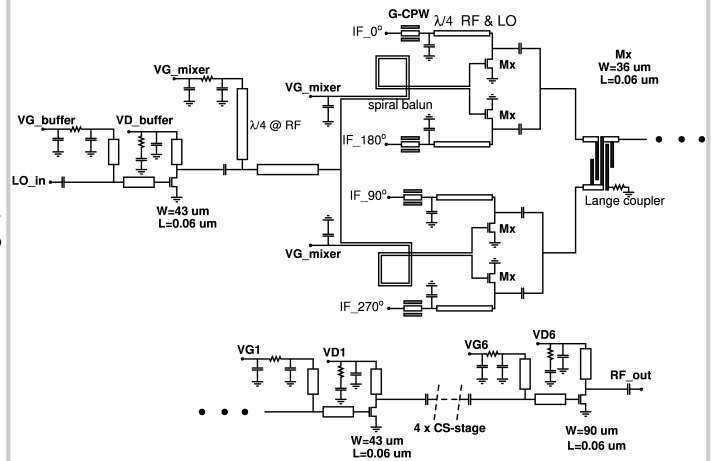 G-CPW
λ/4 RF & LO
IF_0°
Mx
Mx
W=36 um
L=0.06 um
VG_mixer
VG_mixer
spiral balun
Mx
VG_buffer
VD_buffer
λ/4 @ RF
IF_180°
LO_in
W=43 um
L=0.06 um
IF_90°
Lange coupler
Mx
VG_mixer
Mx
IF_270°
VG1
VD1
VG6
VD6
RF_out
4 x CS-stage
W=43 um
L=0.06 um
W=90 um
L=0.06 um